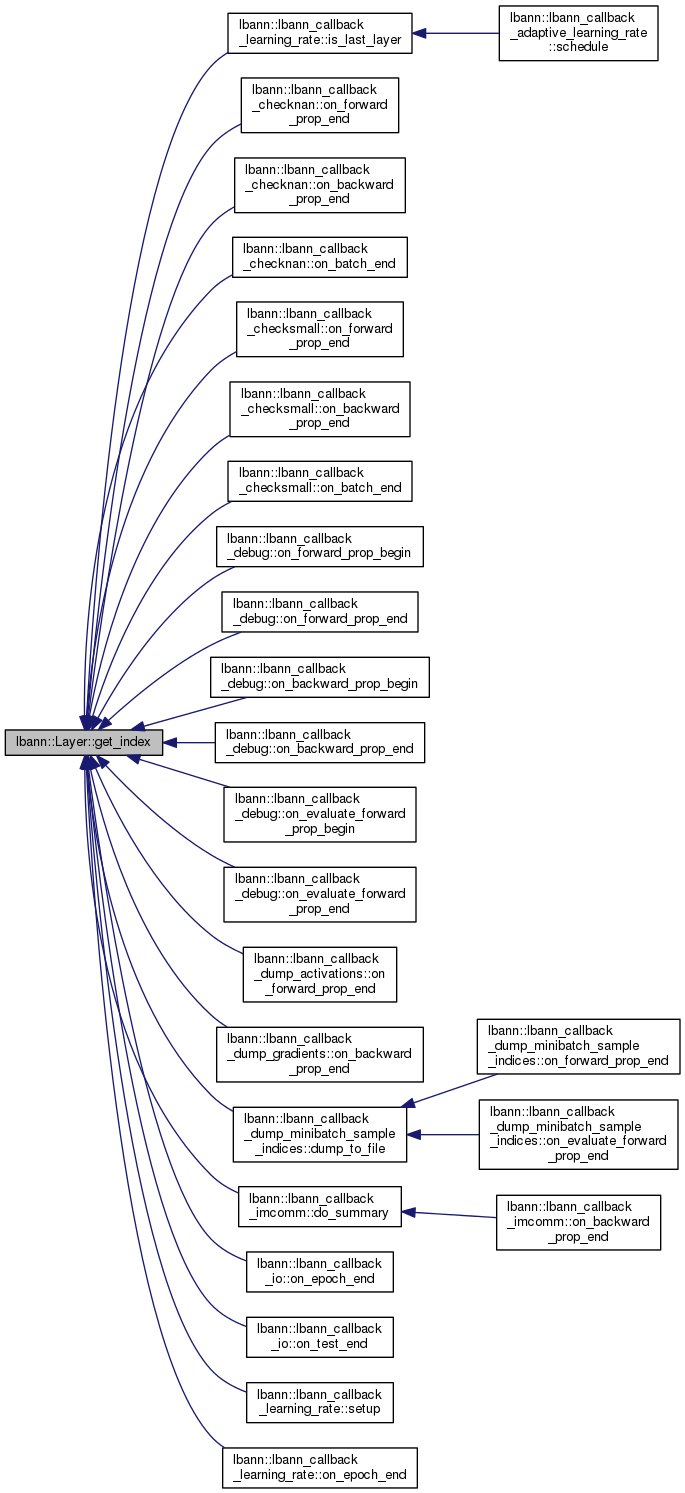 lbann::lbann_callback
_learning_rate::is_last_layer
lbann::lbann_callback
_adaptive_learning_rate
::schedule
lbann::lbann_callback
_checknan::on_forward
_prop_end
lbann::lbann_callback
_checknan::on_backward
_prop_end
lbann::lbann_callback
_checknan::on_batch_end
lbann::lbann_callback
_checksmall::on_forward
_prop_end
lbann::lbann_callback
_checksmall::on_backward
_prop_end
lbann::lbann_callback
_checksmall::on_batch_end
lbann::lbann_callback
_debug::on_forward_prop_begin
lbann::lbann_callback
_debug::on_forward_prop_end
lbann::lbann_callback
_debug::on_backward_prop_begin
lbann::Layer::get_index
lbann::lbann_callback
_debug::on_backward_prop_end
lbann::lbann_callback
_debug::on_evaluate_forward
_prop_begin
lbann::lbann_callback
_debug::on_evaluate_forward
_prop_end
lbann::lbann_callback
_dump_activations::on
_forward_prop_end
lbann::lbann_callback
_dump_gradients::on_backward
_prop_end
lbann::lbann_callback
_dump_minibatch_sample
_indices::on_forward_prop_end
lbann::lbann_callback
_dump_minibatch_sample
_indices::dump_to_file
lbann::lbann_callback
_dump_minibatch_sample
_indices::on_evaluate_forward
_prop_end
lbann::lbann_callback
_imcomm::do_summary
lbann::lbann_callback
_imcomm::on_backward
_prop_end
lbann::lbann_callback
_io::on_epoch_end
lbann::lbann_callback
_io::on_test_end
lbann::lbann_callback
_learning_rate::setup
lbann::lbann_callback
_learning_rate::on_epoch_end